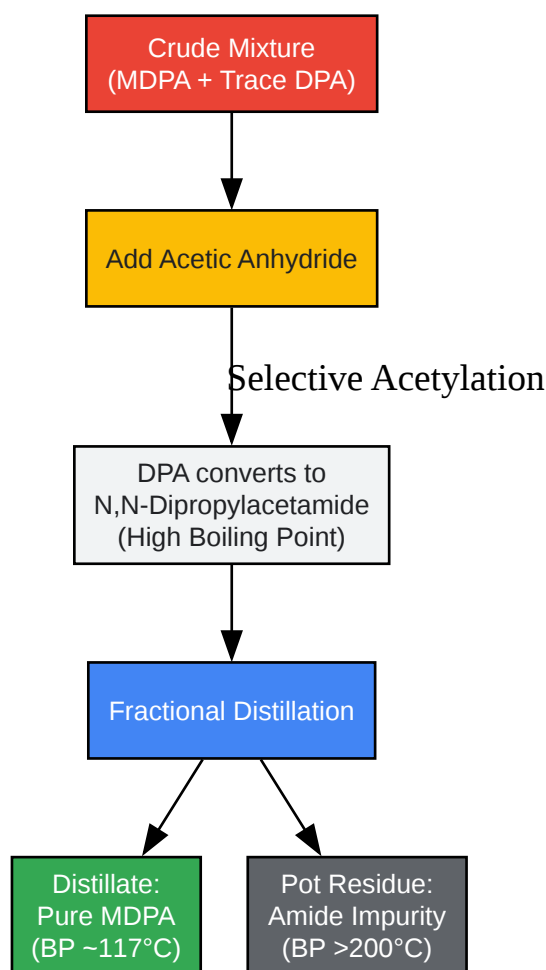 Crude Mixture
(MDPA + Trace DPA)
Add Acetic Anhydride
Selective Acetylation
DPA converts to
N,N-Dipropylacetamide
(High Boiling Point)
Fractional Distillation
Distillate:
Pure MDPA
(BP ~117°C)
Pot Residue:
Amide Impurity
(BP >200°C)